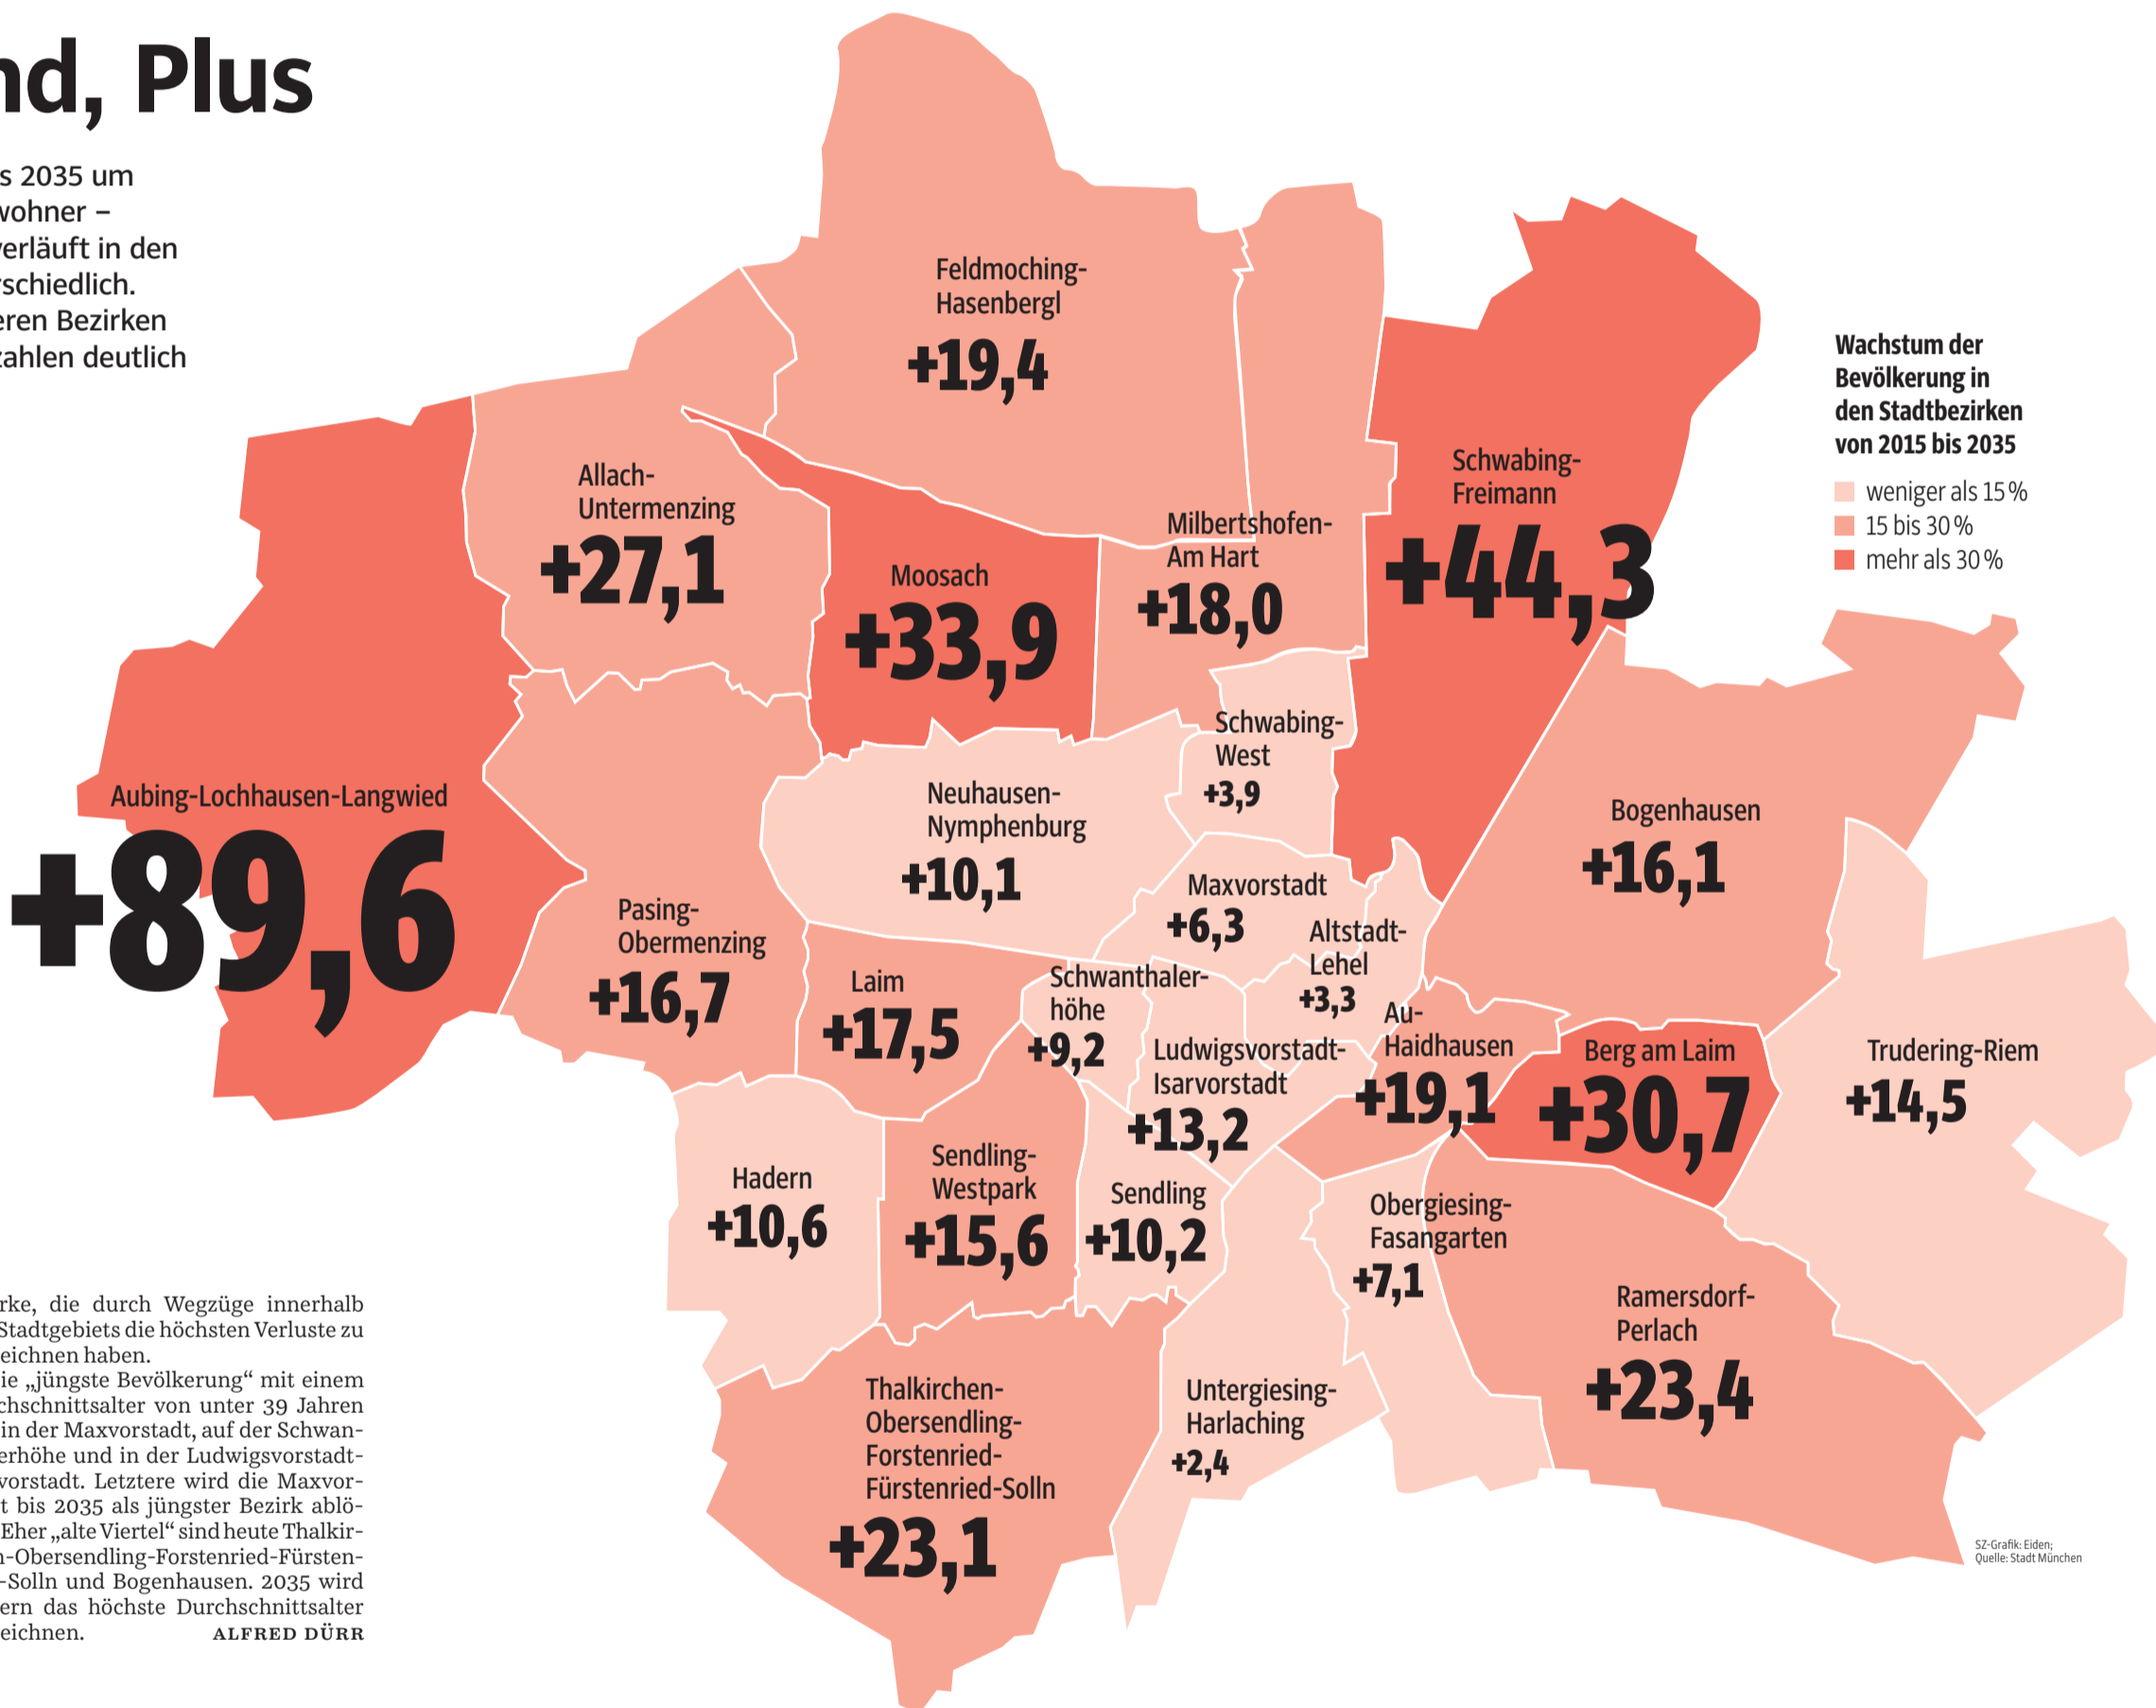 nd, Plus
s 2035 um
wohner –
verläuft in den
rschiedlich.
eren Bezirken
zahlen deutlich
Feldmoching-
Hasenbergl
+19,4
Wachstum der
Bevölkerung in
den Stadtbezirken
von 2015 bis 2035
weniger als 15 %
15 bis 30 %
mehr als 30 %
Allach-
Untermenzing
+27,1
Moosach
+33,9
Milbertshofen-
Am Hart
+18,0
Schwabing-
Freimann
+44,3
Aubing-Lochhausen-Langwied
+89,6
Pasing-
Obermenzing
+16,7
Neuhausen-
Nymphenburg
+10,1
Schwabing-
West
+3,9
Maxvorstadt
+6,3
Altstadt-
Lehel
+3,3
Bogenhausen
+16,1
Laim
+17,5
Schwanthaler-
höhe
+9,2
Ludwigsvorstadt-
Isarvorstadt
+13,2
Au-
Haidhausen
+19,1
Berg am Laim
+30,7
Trudering-Riem
+14,5
Hadern
+10,6
Sendling-
Westpark
+15,6
Sendling
+10,2
Obergiesing-
Fasangarten
+7,1
Ramersdorf-
Perlach
+23,4
Thalkirchen-
Obersendling-
Forstenried-
Fürstenried-Solln
+23,1
Untergiesing-
Harlaching
+2,4
rke, die durch Wegzüge innerhalb
Stadtgebiets die höchsten Verluste zu
eichnen haben.
ie „jüngste Bevölkerung“ mit einem
chschnittsalter von unter 39 Jahren
in der Maxvorstadt, auf der Schwan-
erhöhe und in der Ludwigsvorstadt-
vorstadt. Letztere wird die Maxvor-
t bis 2035 als jüngster Bezirk ablö-
Eher „alte Viertel“ sind heute Thalkir-
n-Obersendling-Forstenried-Fürsten-
-Solln und Bogenhausen. 2035 wird
ern das höchste Durchschnittsalter
eichnen. ALFRED DÜRR
SZ-Grafik: Eiden;
Quelle: Stadt München